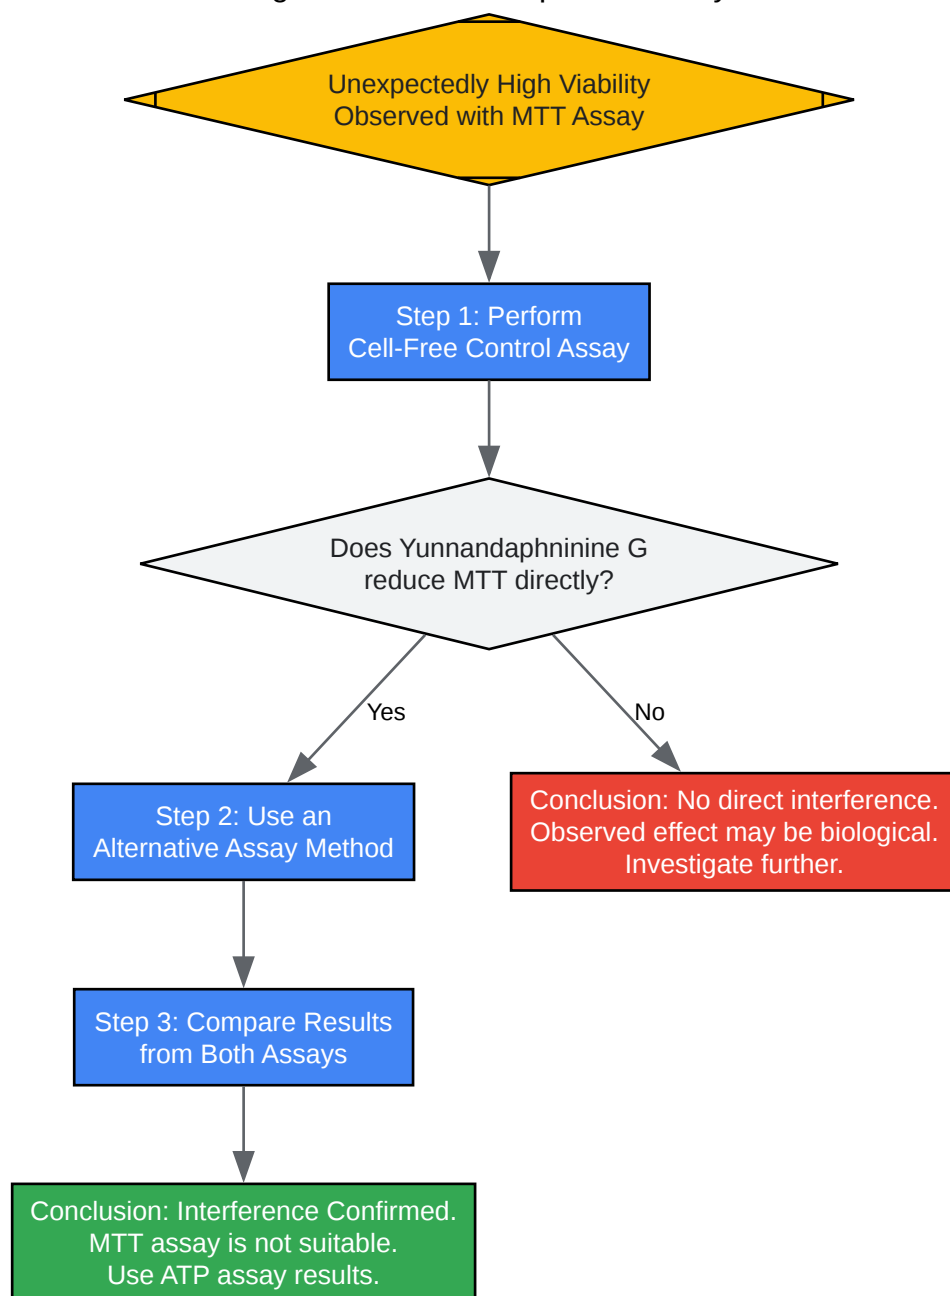 Unexpectedly High Viability
Observed with MTT Assay
Step 1: Perform
Cell-Free Control Assay
Does Yunnandaphninine G
reduce MTT directly?
Yes
No
Step 2: Use an
Alternative Assay Method
Conclusion: No direct interference.
Observed effect may be biological.
Investigate further.
Step 3: Compare Results
from Both Assays
Conclusion: Interference Confirmed.
MTT assay is not suitable.
Use ATP assay results.